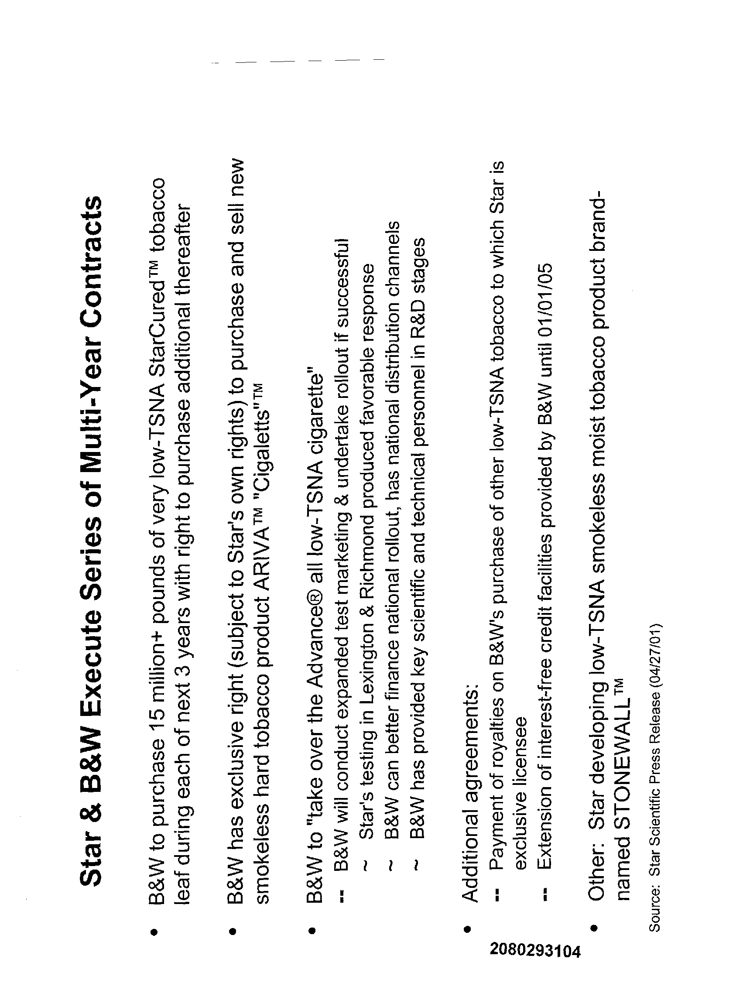 Star & B&W Execute Series of Multi-Year Contracts
• B&W to purchase 15 million+ pounds of very low-TSNA StarCured™ tobacco
leaf during each of next 3 years with right to purchase additional thereafter
• B&W has exclusive right (subject to Star's own rights) to purchase and sell new
smokeless hard tobacco product ARIVA™ "Cigaletts"™
• B&W to "take over the Advance® all low-TSNA cigarette"
-- B&W will conduct expanded test marketing & undertake rollout if successful
~ Star's testing in Lexington & Richmond produced favorable response
~ B&W can better finance national rollout, has national distribution channels
~ B&W has provided key scientific and technical personnel in R&D stages
• Additional agreements:
-- Payment of royalties on B&W's purchase of other low-TSNA tobacco to which Star is
exclusive licensee
-- Extension of interest-free credit facilities provided by B&W until 01/01/05
• Other: Star developing low-TSNA smokeless moist tobacco product brand-
named STONEWALL™
Source: Star Scientific Press Release (04/27/01)
2080293104